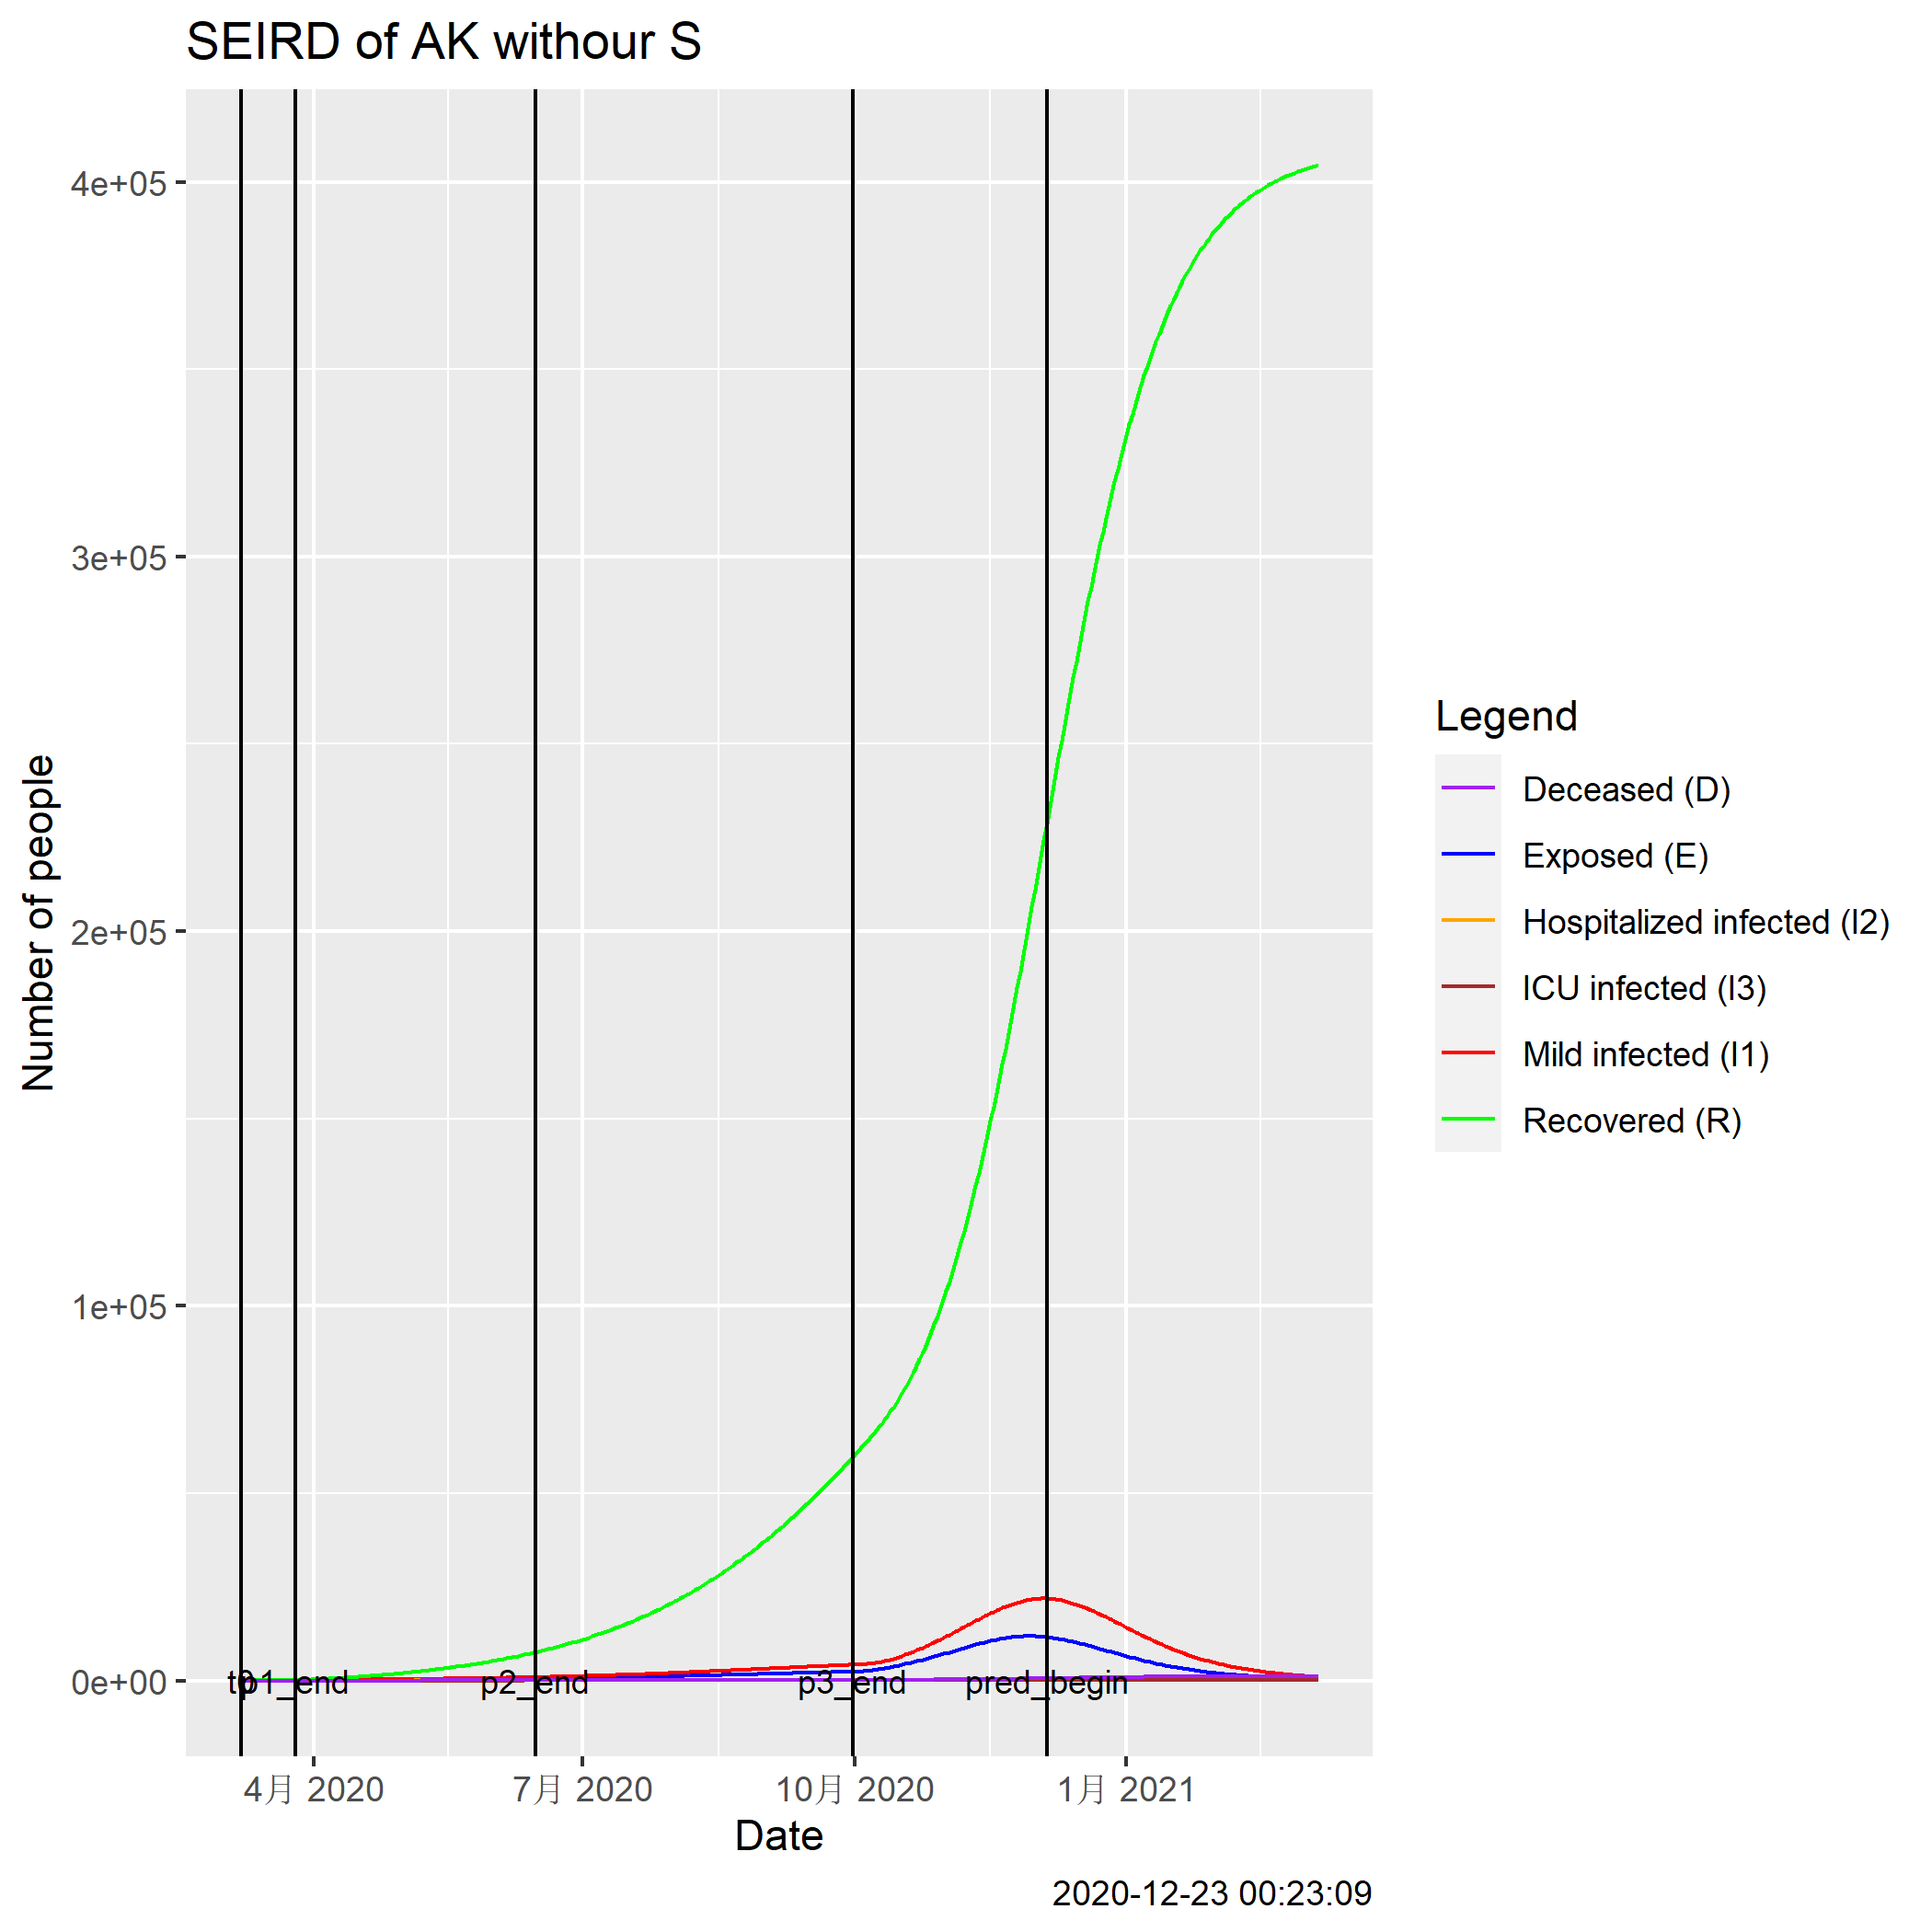 SEIRD of AK withour S
Number of people
4e+05
3e+05
2e+05
1e+05
0e+00
t0
p1_end
p2_end
p3_end
pred_begin
4月 2020
7月 2020
10月 2020
1月 2021
Date
2020-12-23 00:23:09
Legend
Deceased (D)
Exposed (E)
Hospitalized infected (I2)
ICU infected (I3)
Mild infected (I1)
Recovered (R)